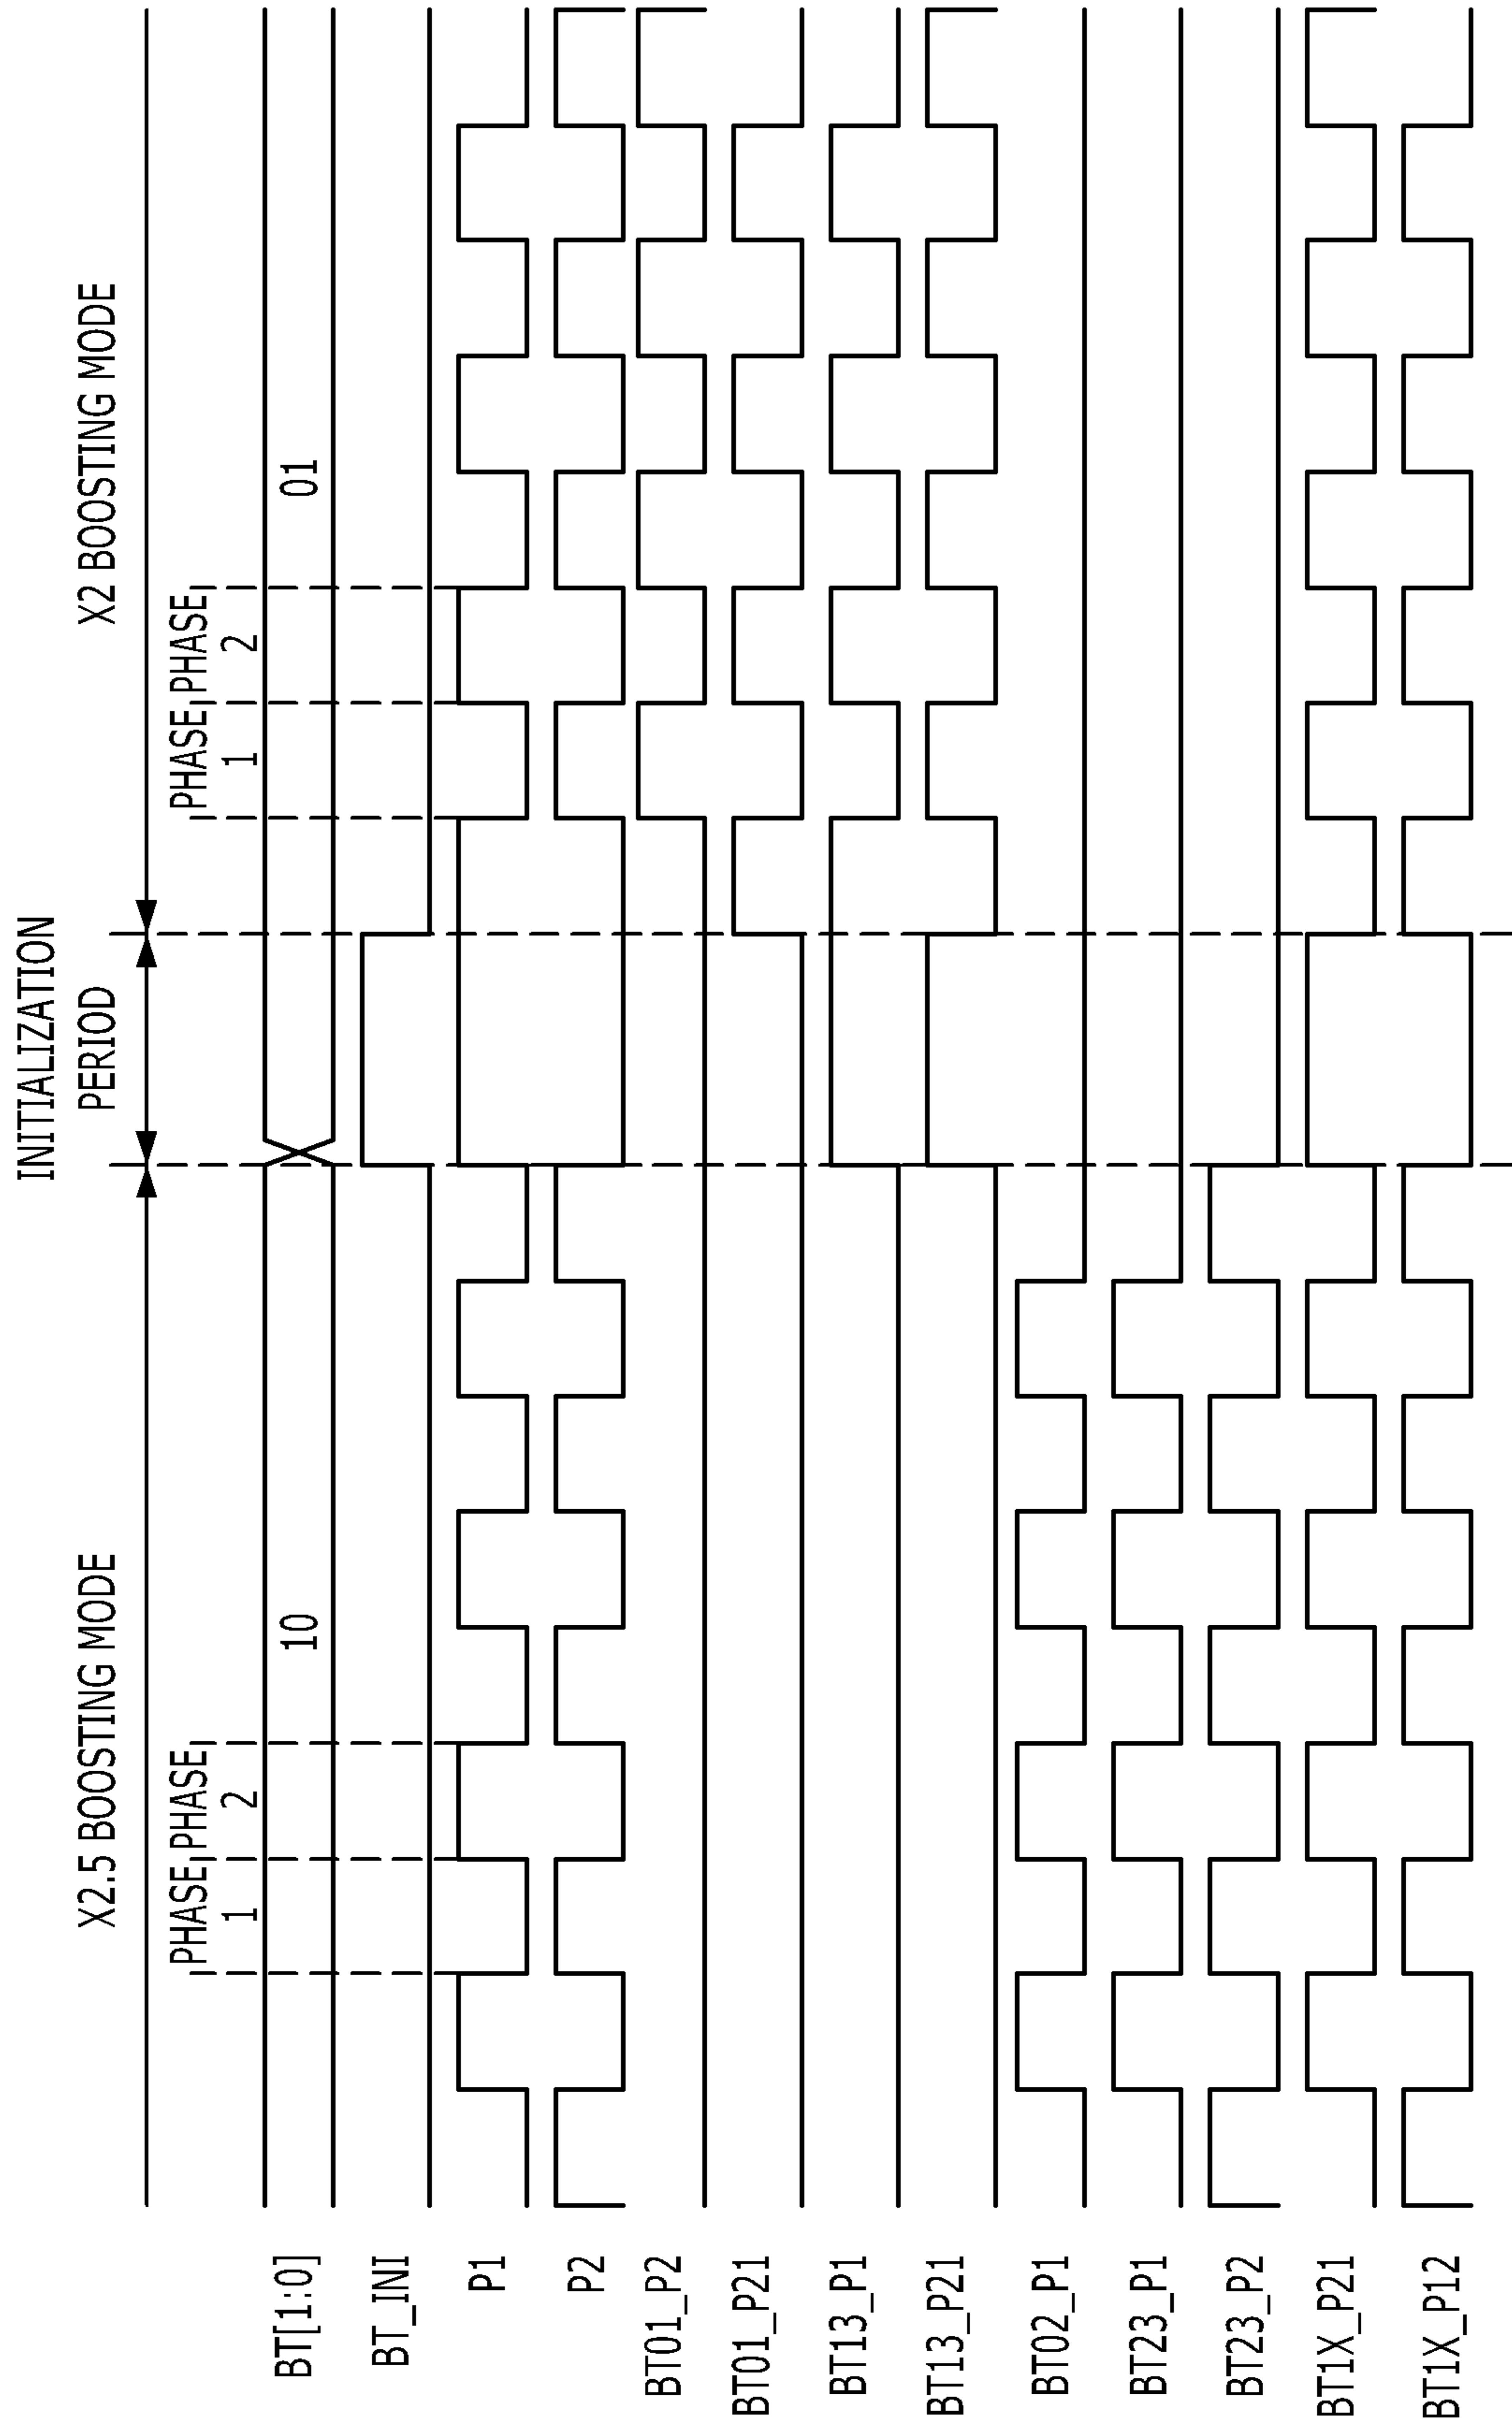 X2.5 BOOSTING MODE
INITIALIZATION
PERIOD
X2 BOOSTING MODE
PHASE PHASE
1 2
PHASE PHASE
1 2
BT[1:0]
10
01
BT_INI
P1
P2
BT01_P2
BT01_P21
BT13_P1
BT13_P21
BT02_P1
BT23_P1
BT23_P2
BT1X_P21
BT1X_P12